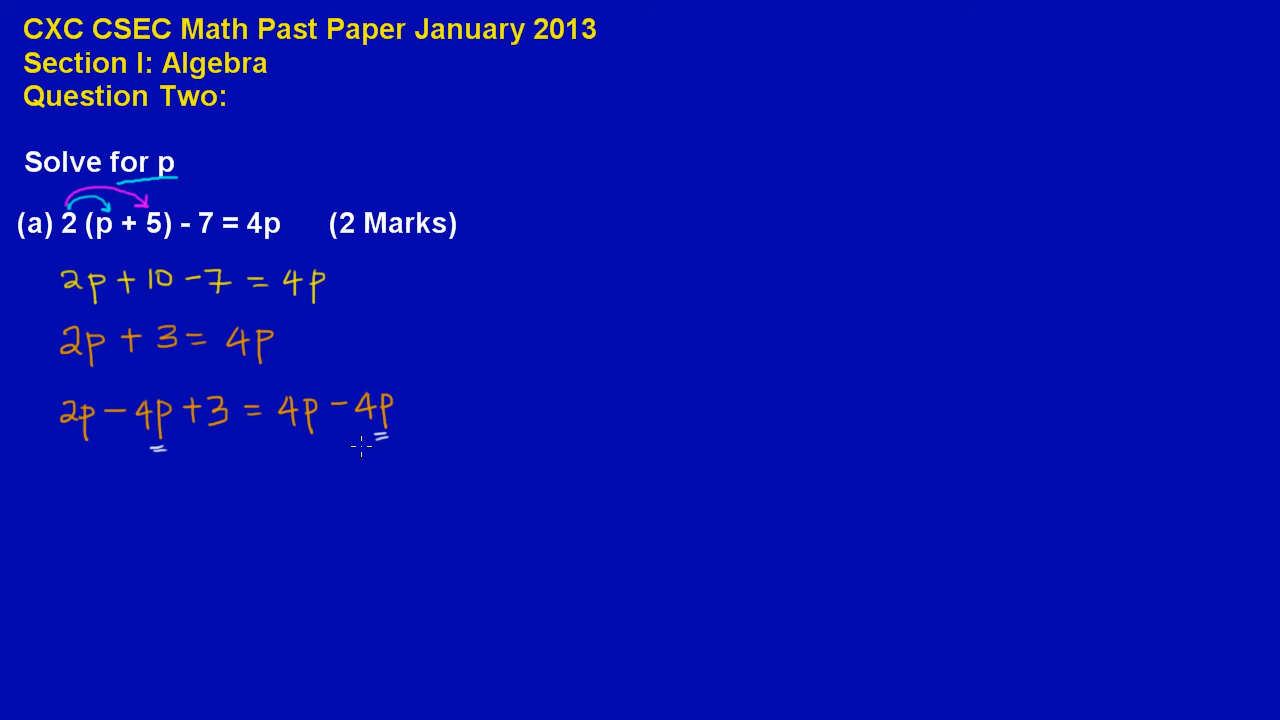 CXC CSEC Math Past Paper January 2013
Section I: Algebra
Question Two:
Solve for p
(a) 2 (p + 5) - 7 = 4p (2 Marks)
2p + 10 - 7 = 4p
2p + 3 = 4p
2p - 4p + 3 = 4p - 4p